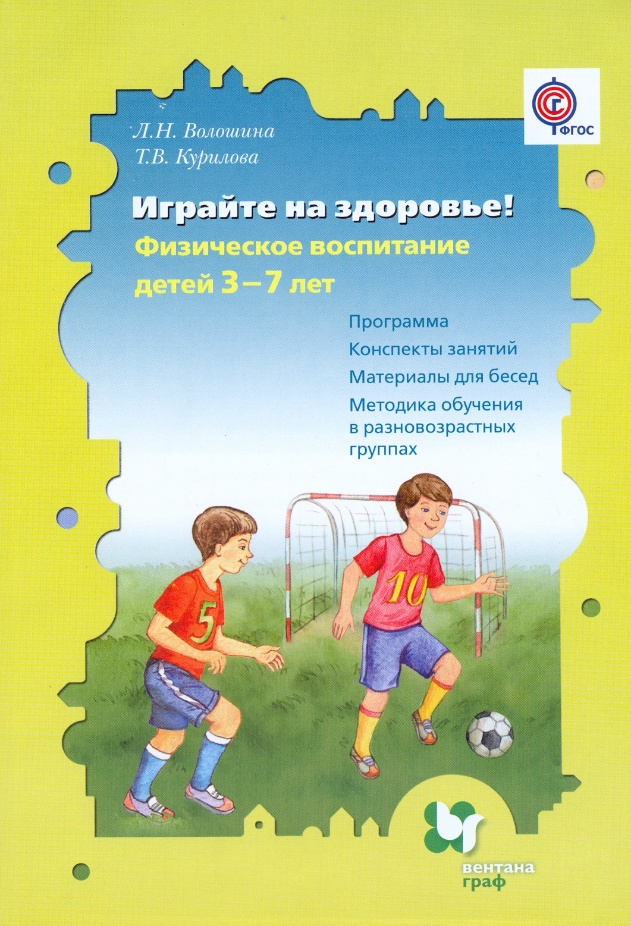 Л.Н. Волошина
Т.В. Курилова
ФГОС
Играйте на здоровье!
Физическое воспитание
детей 3–7 лет
Программа
Конспекты занятий
Материалы для бесед
Методика обучения
в разновозрастных
группах
5
10
вентана
граф